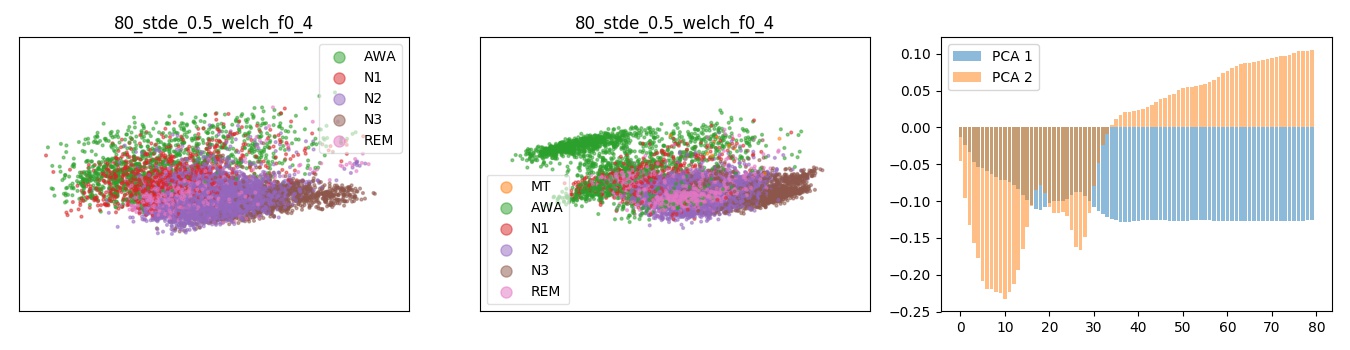 80_stde_0.5_welch_f0_4
AWA
N1
N2
N3
REM
80_stde_0.5_welch_f0_4
MT
AWA
N1
N2
N3
REM
PCA 1
PCA 2
0.10
0.05
0.00
−0.05
−0.10
−0.15
−0.20
−0.25
0 10 20 30 40 50 60 70 80